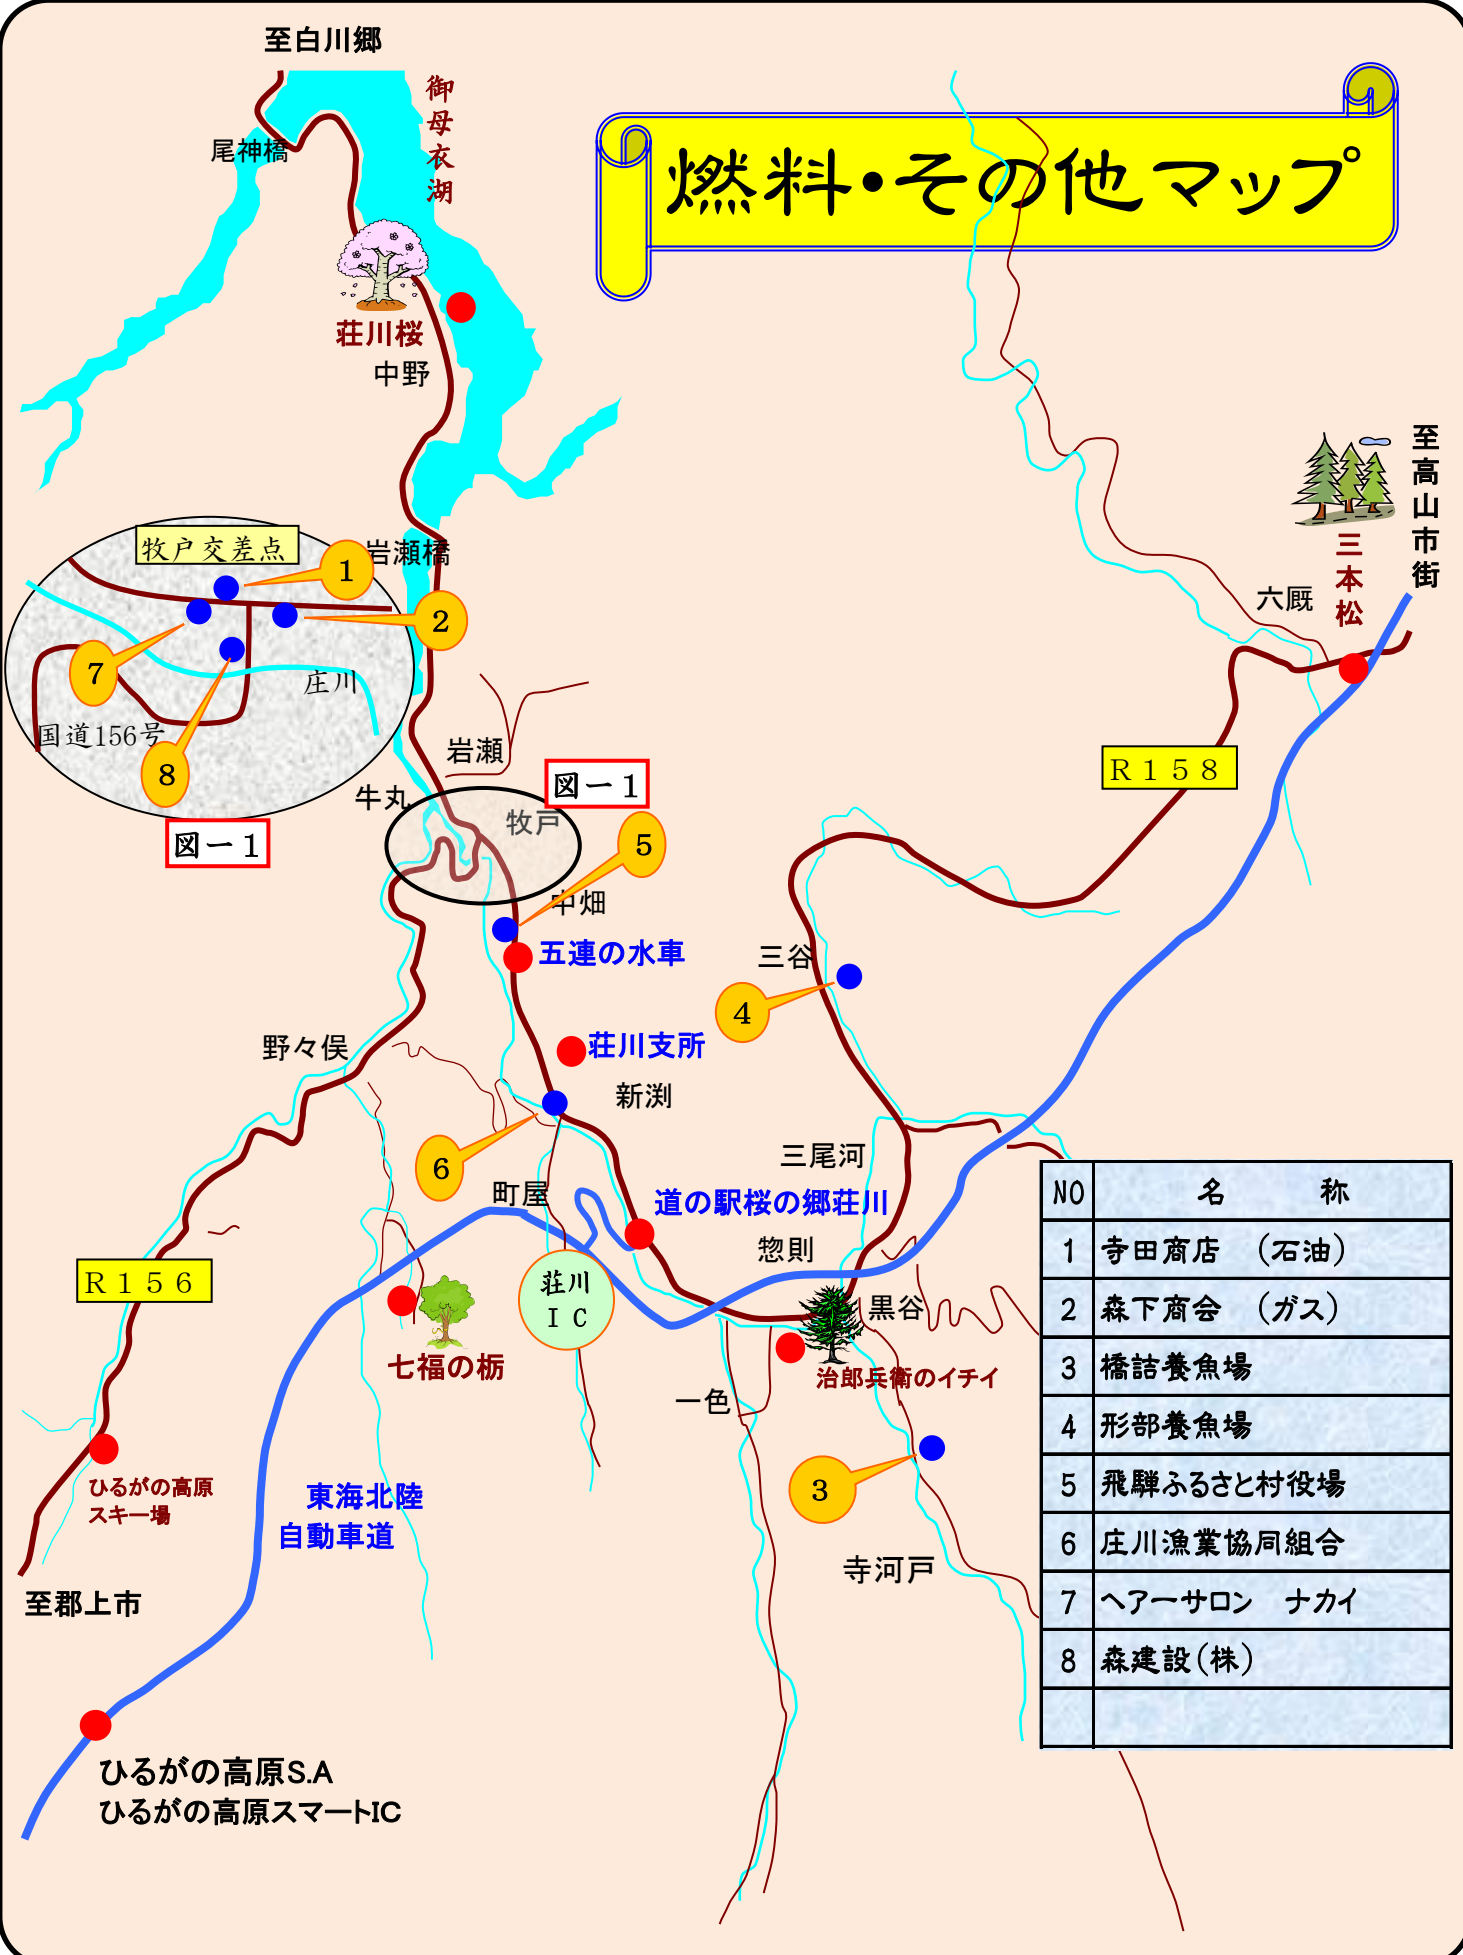 至白川郷
御母衣湖
尾神橋
燃料・その他マップ
荘川桜
中野
至高山市街
三本松
六厩
牧戸交差点
岩瀬橋
1
2
7
8
庄川
国道156号
図ー１
岩瀬
図ー１
牛丸
牧戸
5
中畑
五連の水車
R１５８
三谷
4
荘川支所
野々俣
新渕
6
三尾河
町屋
道の駅桜の郷荘川
惣則
R１５６
荘川
ＩＣ
黒谷
七福の栃
治郎兵衛のイチイ
一色
ひるがの高原
スキー場
3
東海北陸
自動車道
寺河戸
至郡上市
ひるがの高原S.A
ひるがの高原スマートIC
NO 名　称
1 寺田商店　（石油）
2 森下商会　（ガス）
3 橋詰養魚場
4 形部養魚場
5 飛騨ふるさと村役場
6 庄川漁業協同組合
7 ヘアーサロン　ナカイ
8 森建設（株）